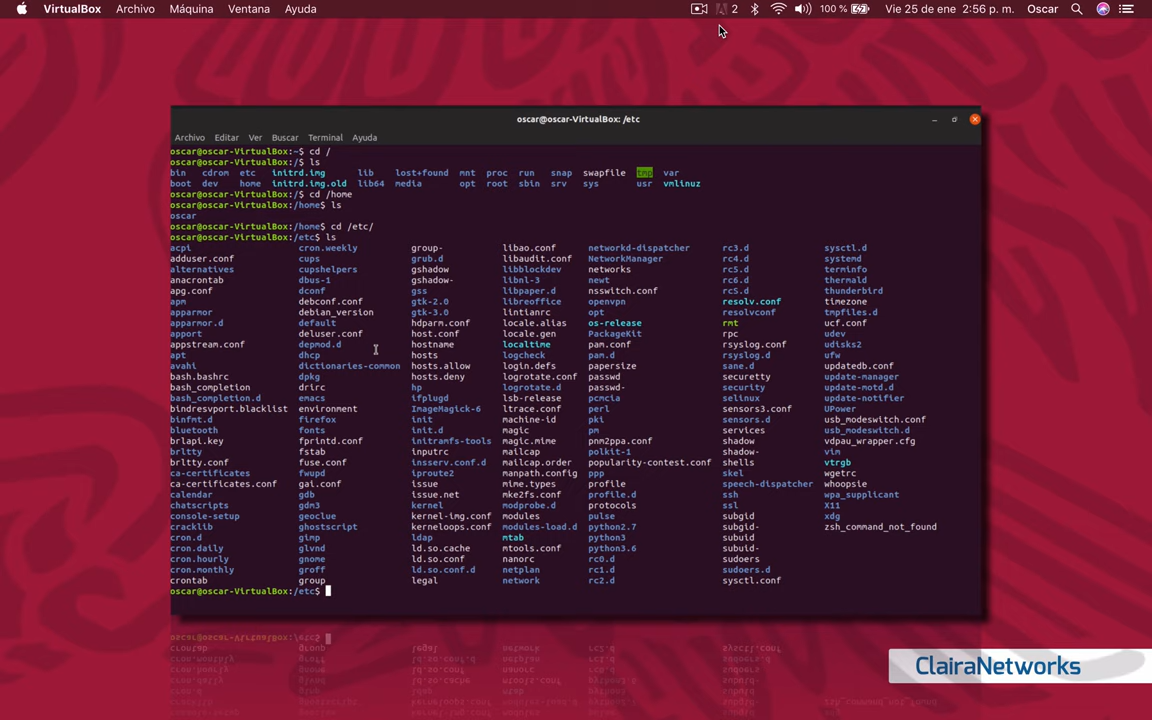 VirtualBox Archivo Máquina Ventana Ayuda 2 100 % Vie 25 de ene 2:56 p. m. Oscar
oscar@oscar-VirtualBox: /etc
Archivo Editar Ver Buscar Terminal Ayuda
oscar@oscar-VirtualBox:~$ cd /
oscar@oscar-VirtualBox:/$ ls
bin cdrom etc initrd.img lib lost+found mnt proc run snap swapfile tmp var
boot dev home initrd.img.old lib64 media opt root sbin srv sys usr vmlinuz
oscar@oscar-VirtualBox:/$ cd /home
oscar@oscar-VirtualBox:/home$ ls
oscar
oscar@oscar-VirtualBox:/home$ cd /etc/
oscar@oscar-VirtualBox:/etc$ ls
acpi cron.weekly group- libao.conf networkd-dispatcher rc3.d sysctl.d
adduser.conf cups grub.d libaudit.conf NetworkManager rc4.d systemd
alternatives cupshelpers gshadow libblockdev networks rc5.d terminfo
anacrontab dbus-1 gshadow- libnl-3 newt rc6.d thermald
apg.conf dconf gss libpaper.d nsswitch.conf rcS.d thunderbird
apm debconf.conf gtk-2.0 libreoffice openvpn resolv.conf timezone
apparmor debian_version gtk-3.0 lintianrc opt resolvconf tmpfiles.d
apparmor.d default hdparm.conf locale.alias os-release rmt ucf.conf
apport deluser.conf host.conf locale.gen PackageKit rpc udev
appstream.conf depmod.d hostname localtime pam.conf rsyslog.conf udisks2
apt dhcp hosts logcheck pam.d rsyslog.d ufw
avahi dictionaries-common hosts.allow login.defs papersize sane.d updatedb.conf
bash.bashrc dpkg hosts.deny logrotate.conf passwd securetty update-manager
bash_completion drirc hp logrotate.d passwd- security update-motd.d
bash_completion.d emacs ifplugd lsb-release pcmcia selinux update-notifier
bindresvport.blacklist environment ImageMagick-6 ltrace.conf perl sensors3.conf UPower
binfmt.d firefox init machine-id pki sensors.d usb_modeswitch.conf
bluetooth fonts init.d magic pm services usb_modeswitch.d
brlapi.key fprintd.conf initramfs-tools magic.mime pnm2ppa.conf shadow vdpau_wrapper.cfg
brltty fstab inputrc mailcap polkit-1 shadow- vim
brltty.conf fuse.conf insserv.conf.d mailcap.order popularity-contest.conf shells vtrgb
ca-certificates fwupd iproute2 manpath.config ppp skel wgetrc
ca-certificates.conf gai.conf issue mime.types profile speech-dispatcher whoopsie
calendar gdb issue.net mke2fs.conf profile.d ssh wpa_supplicant
chatscripts gdm3 kernel modprobe.d protocols ssl X11
console-setup geoclue kernel-img.conf modules pulse subgid xdg
cracklib ghostscript kerneloops.conf modules-load.d python2.7 subgid- zsh_command_not_found
cron.d gimp ldap mtab python3 subuid
cron.daily glvnd ld.so.cache mtools.conf python3.6 subuid-
cron.hourly gnome ld.so.conf nanorc rc0.d sudoers
cron.monthly groff ld.so.conf.d netplan rc1.d sudoers.d
crontab group legal network rc2.d sysctl.conf
oscar@oscar-VirtualBox:/etc$
ClairaNetworks